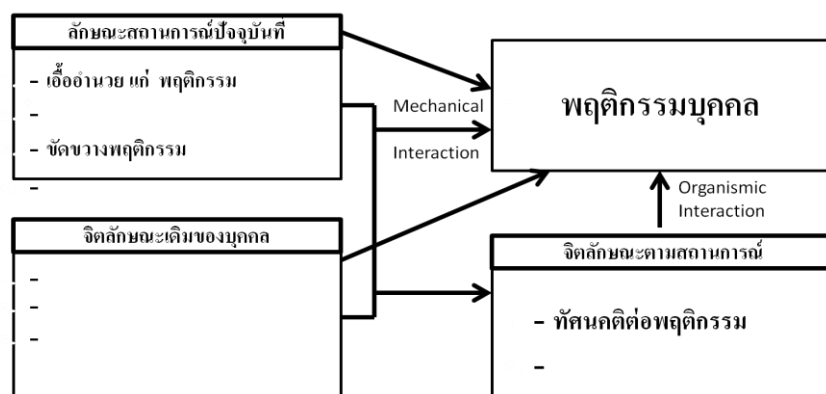 ลักษณะสถานการณ์ปัจจุบันที่
- เอื้ออำนวย แก่ พฤติกรรม
-
- ขัดขวางพฤติกรรม
-
จิตลักษณะเดิมของบุคคล
-
-
-
Mechanical
Interaction
พฤติกรรมบุคคล
Organismic
Interaction
จิตลักษณะตามสถานการณ์
- ทัศนคติต่อพฤติกรรม
-